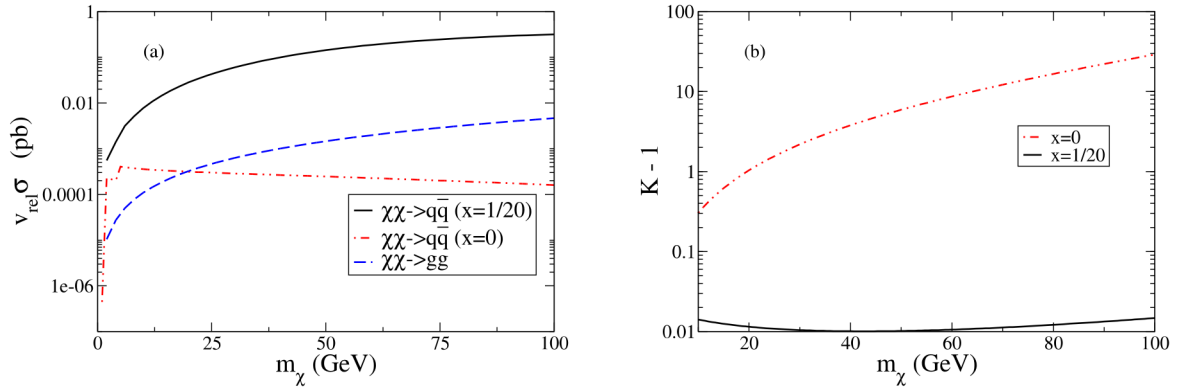 (a)
1
0.01
0.0001
1e-06
v_rel σ (pb)
χχ->qq̅ (x=1/20)
χχ->qq̅ (x=0)
χχ->gg
0 25 50 75 100
m_χ (GeV)
(b)
100
10
1
0.1
0.01
K - 1
x=0
x=1/20
20 40 60 80 100
m_χ (GeV)